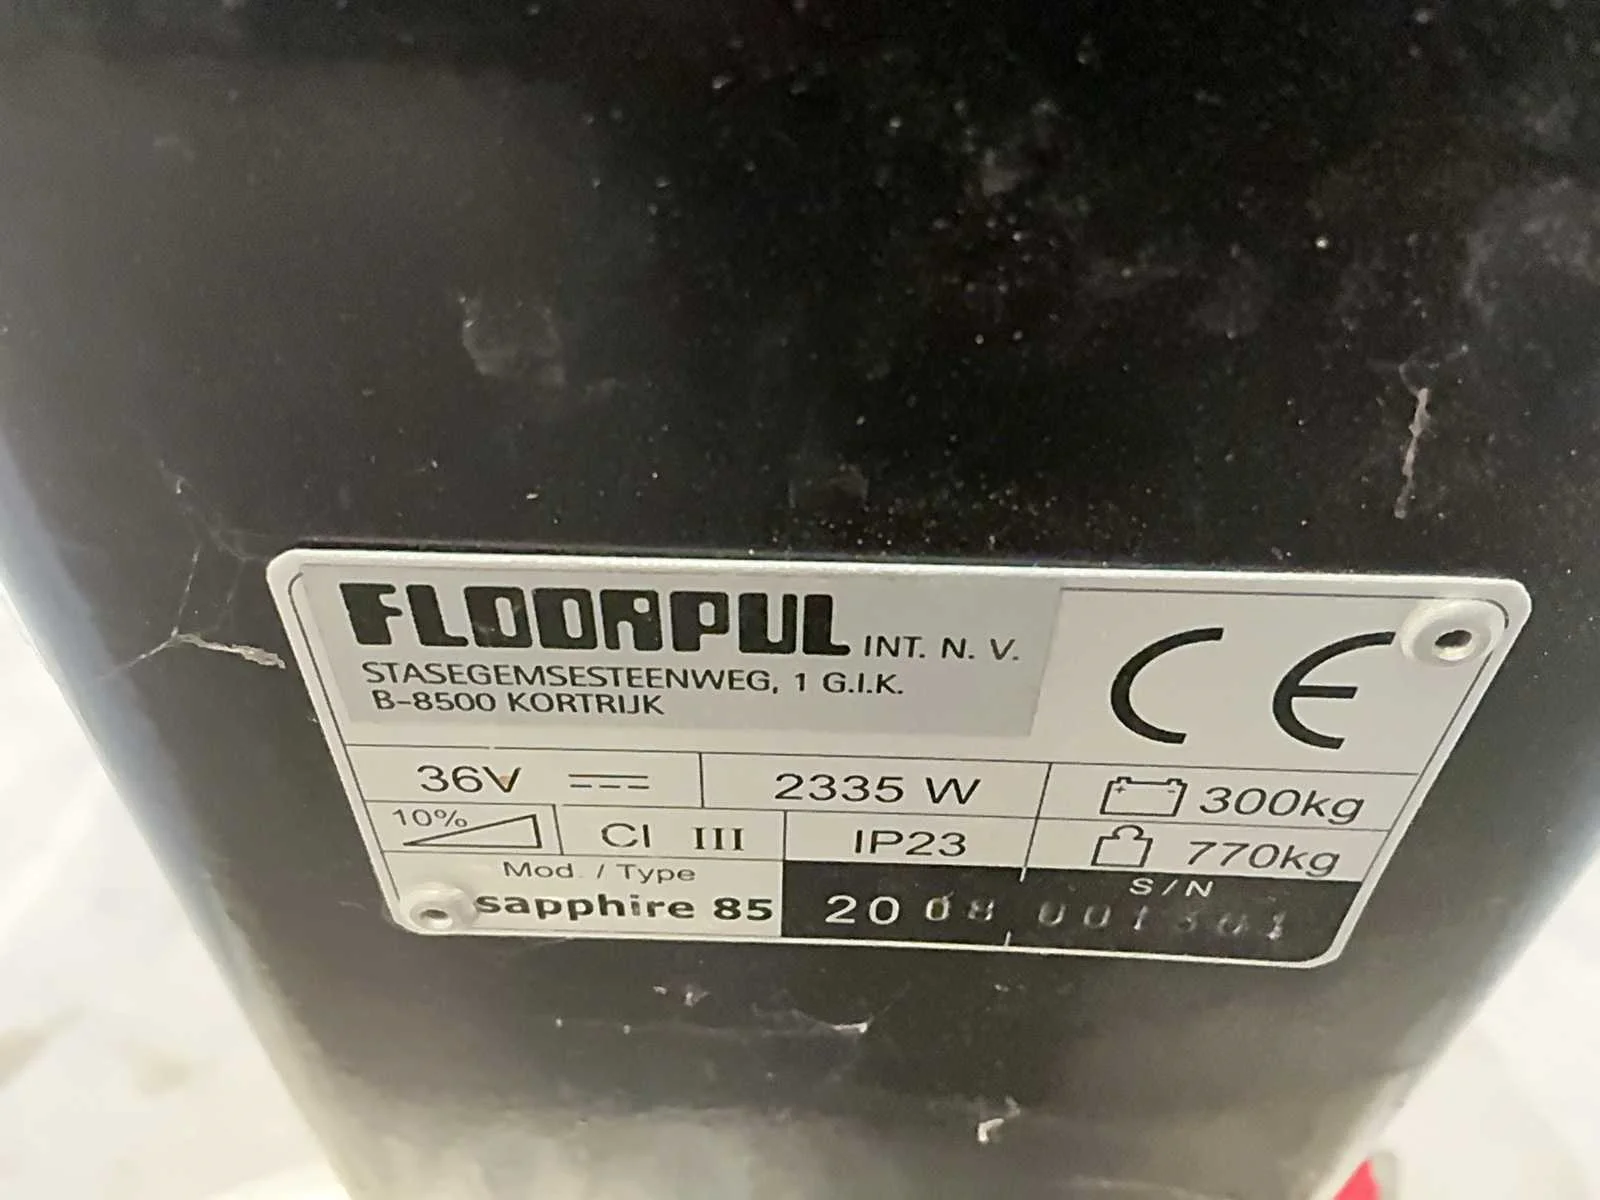 FLOORPUL INT. N. V.
STASEGEMSESTEENWEG, 1 G.I.K.
B-8500 KORTRIJK
CE
36V 2335 W 300kg
10% Cl III IP23 770kg
Mod. / Type S/N
sapphire 85 2008